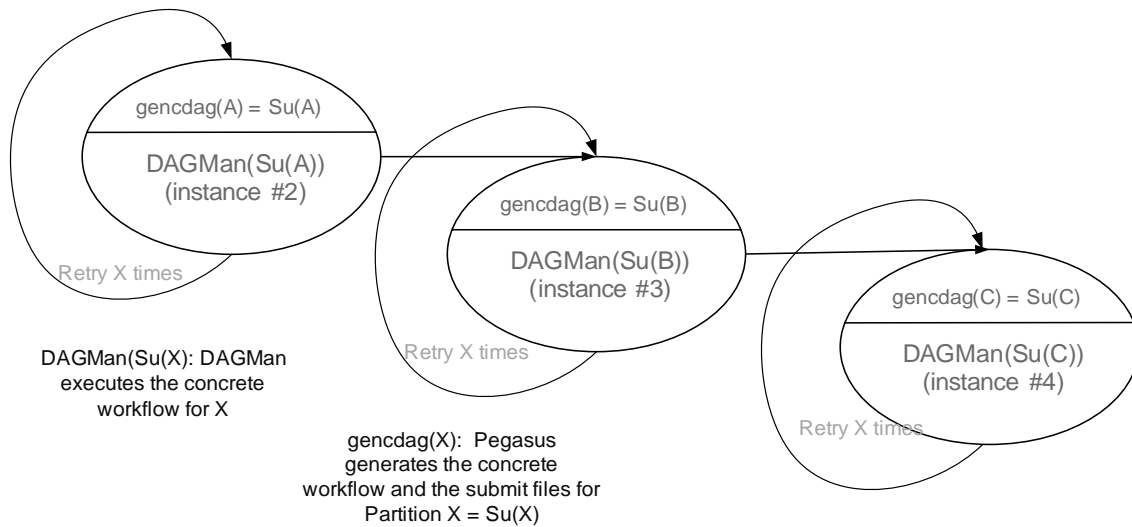 gencdag(A) = Su(A)
DAGMan(Su(A))
(instance #2)
Retry X times
gencdag(B) = Su(B)
DAGMan(Su(B))
(instance #3)
Retry X times
gencdag(C) = Su(C)
DAGMan(Su(C))
(instance #4)
Retry X times
DAGMan(Su(X): DAGMan
executes the concrete
workflow for X
gencdag(X):  Pegasus
generates the concrete
workflow and the submit files for
Partition X = Su(X)